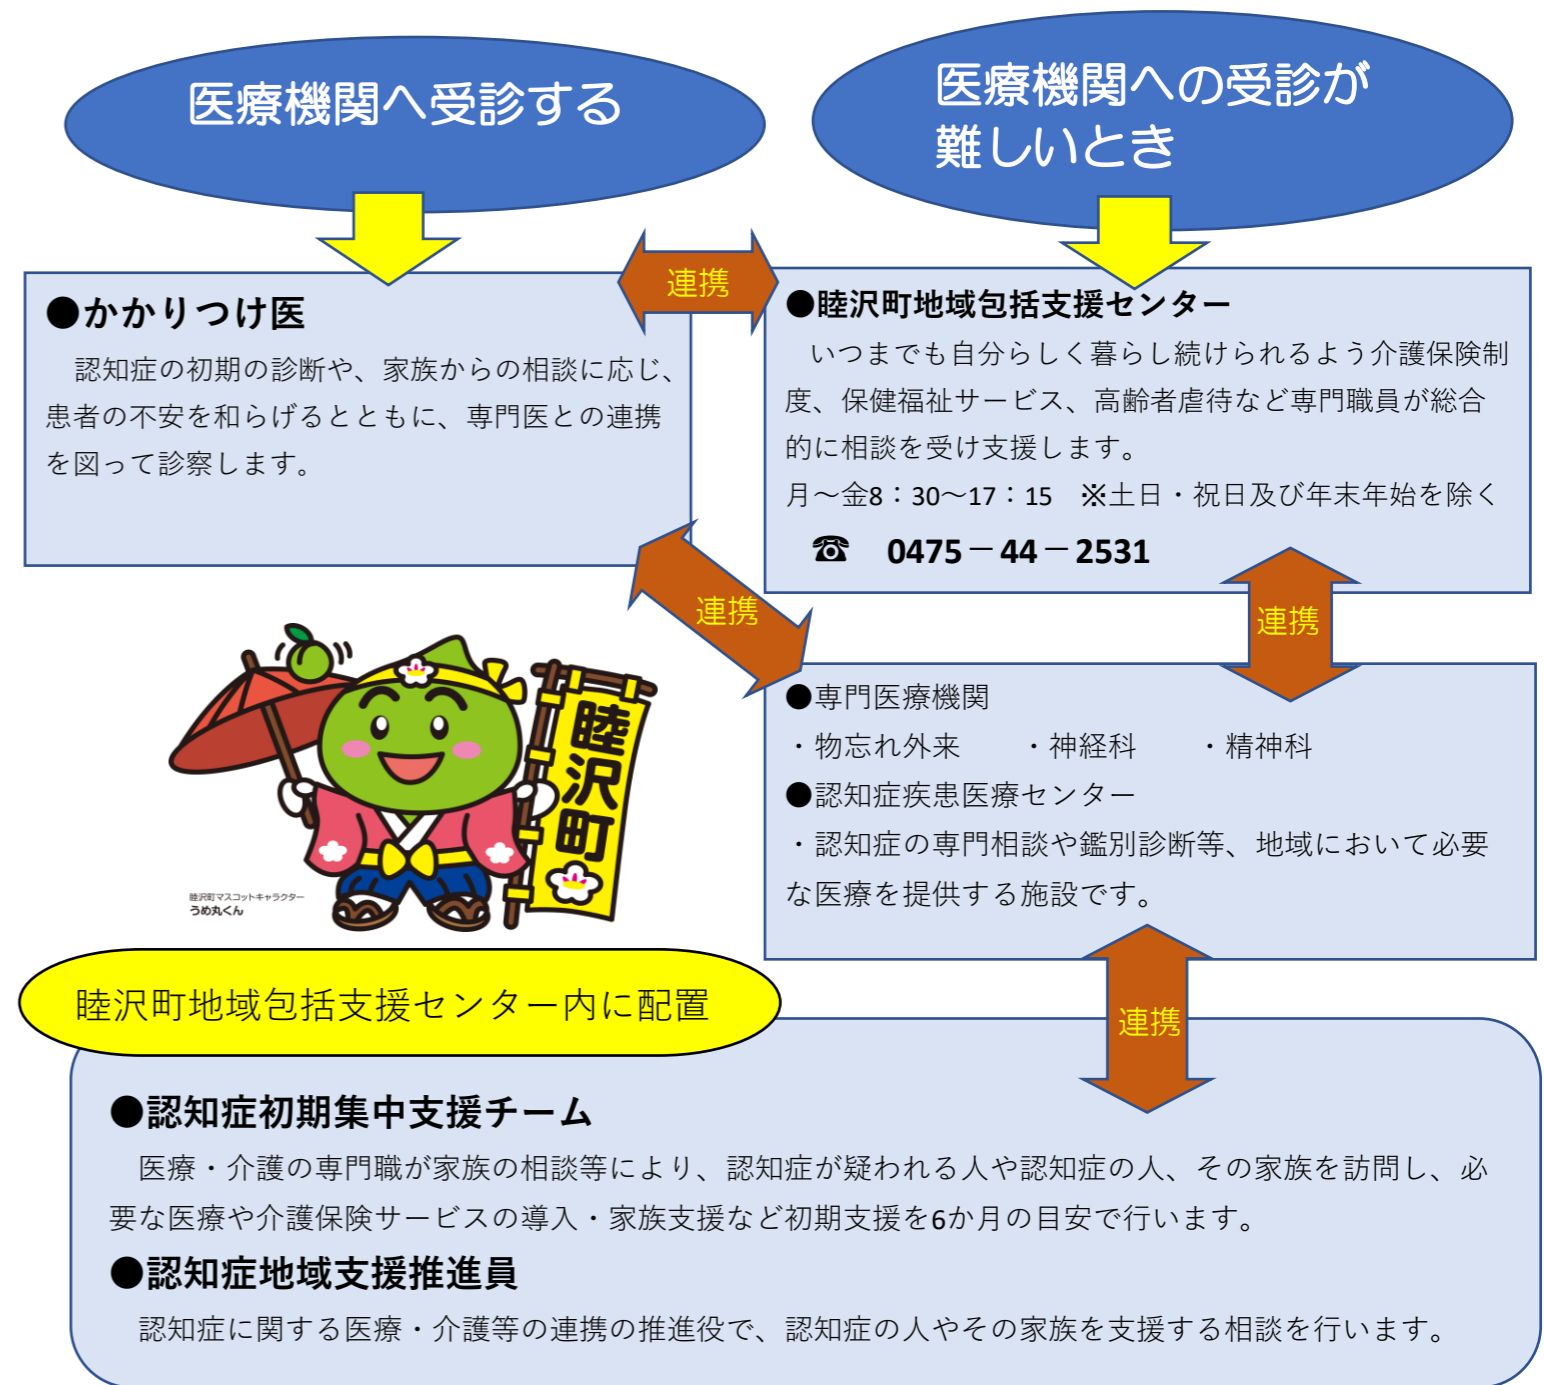 医療機関へ受診する
医療機関への受診が
難しいとき
連携
●かかりつけ医
認知症の初期の診断や、家族からの相談に応じ、
患者の不安を和らげるとともに、専門医との連携
を図って診察します。
●睦沢町地域包括支援センター
いつまでも自分らしく暮らし続けられるよう介護保険制
度、保健福祉サービス、高齢者虐待など専門職員が総合
的に相談を受け支援します。
月～金8：30～17：15　※土日・祝日及び年末年始を除く
☎　0475－44－2531
連携
連携
●専門医療機関
・物忘れ外来　　・神経科　　・精神科
●認知症疾患医療センター
・認知症の専門相談や鑑別診断等、地域において必要
な医療を提供する施設です。
睦沢町
睦沢町マスコットキャラクター
うめ丸くん
連携
睦沢町地域包括支援センター内に配置
●認知症初期集中支援チーム
医療・介護の専門職が家族の相談等により、認知症が疑われる人や認知症の人、その家族を訪問し、必
要な医療や介護保険サービスの導入・家族支援など初期支援を6か月の目安で行います。
●認知症地域支援推進員
認知症に関する医療・介護等の連携の推進役で、認知症の人やその家族を支援する相談を行います。